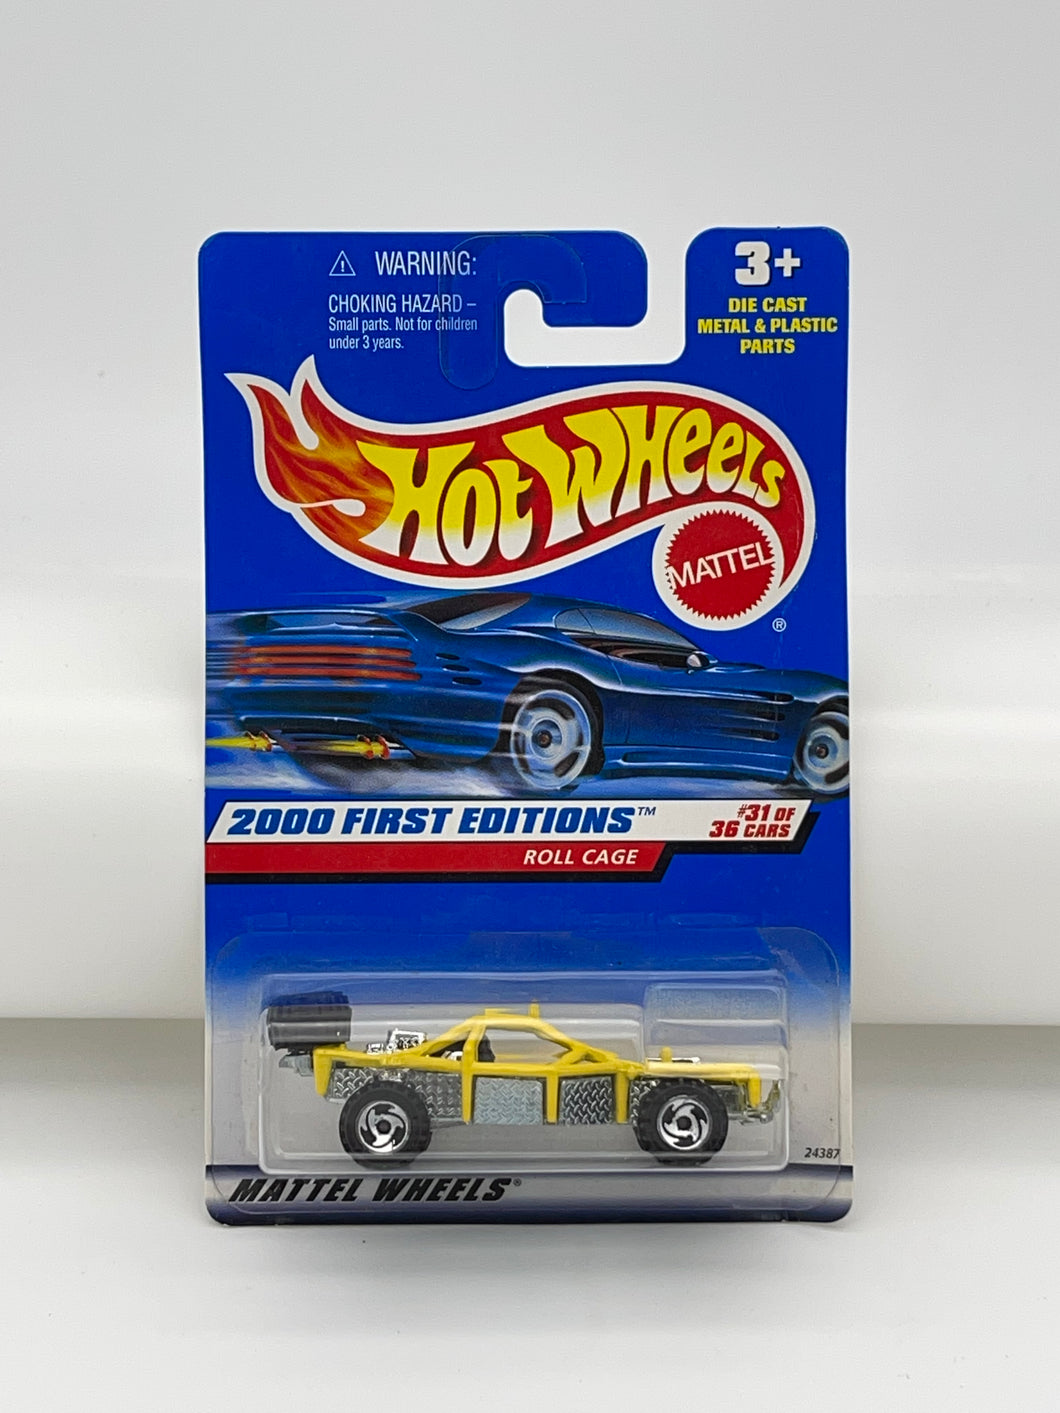 WARNING:
CHOKING HAZARD –
Small parts. Not for children
under 3 years.
3+
DIE CAST
METAL & PLASTIC
PARTS
HOT WHEELS
MATTEL
®
2000 FIRST EDITIONS™
#31 OF
36 CARS
ROLL CAGE
24387
MATTEL WHEELS®